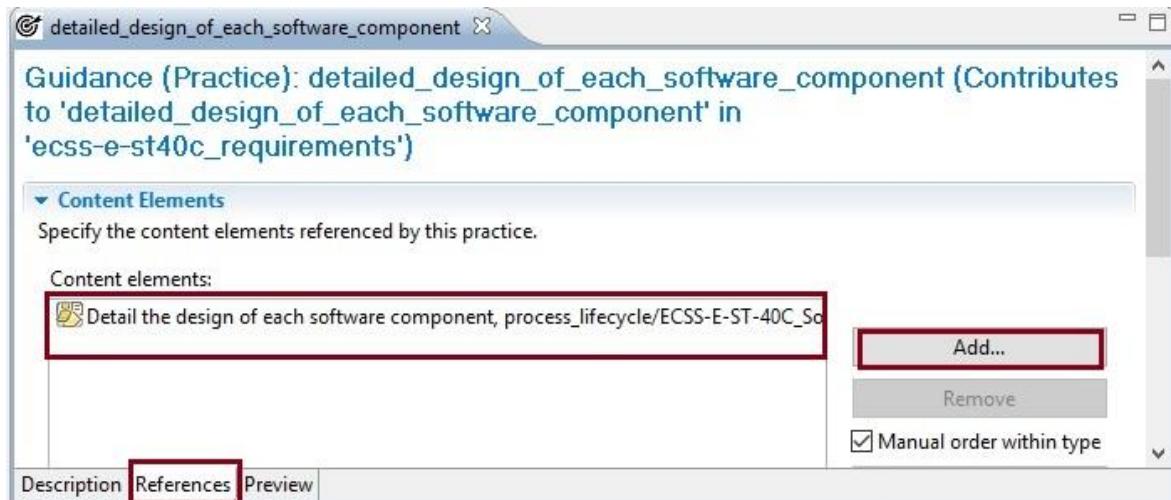 detailed_design_of_each_software_component
Guidance (Practice): detailed_design_of_each_software_component (Contributes
to 'detailed_design_of_each_software_component' in
'ecss-e-st40c_requirements')
Content Elements
Specify the content elements referenced by this practice.
Content elements:
Detail the design of each software component, process_lifecycle/ECSS-E-ST-40C_So
Add...
Remove
Manual order within type
Description References Preview